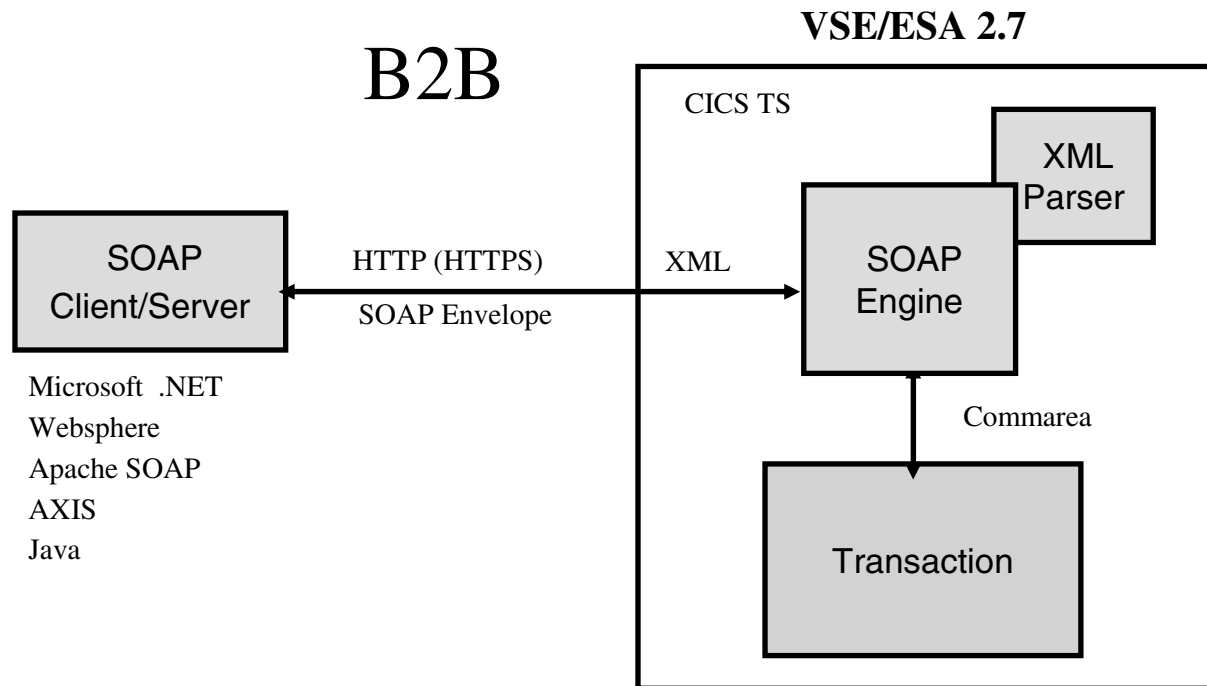 VSE/ESA 2.7
B2B
CICS TS
XML
Parser
SOAP
Client/Server
HTTP (HTTPS)
SOAP Envelope
XML
SOAP
Engine
Microsoft .NET
Websphere
Apache SOAP
AXIS
Java
Commarea
Transaction